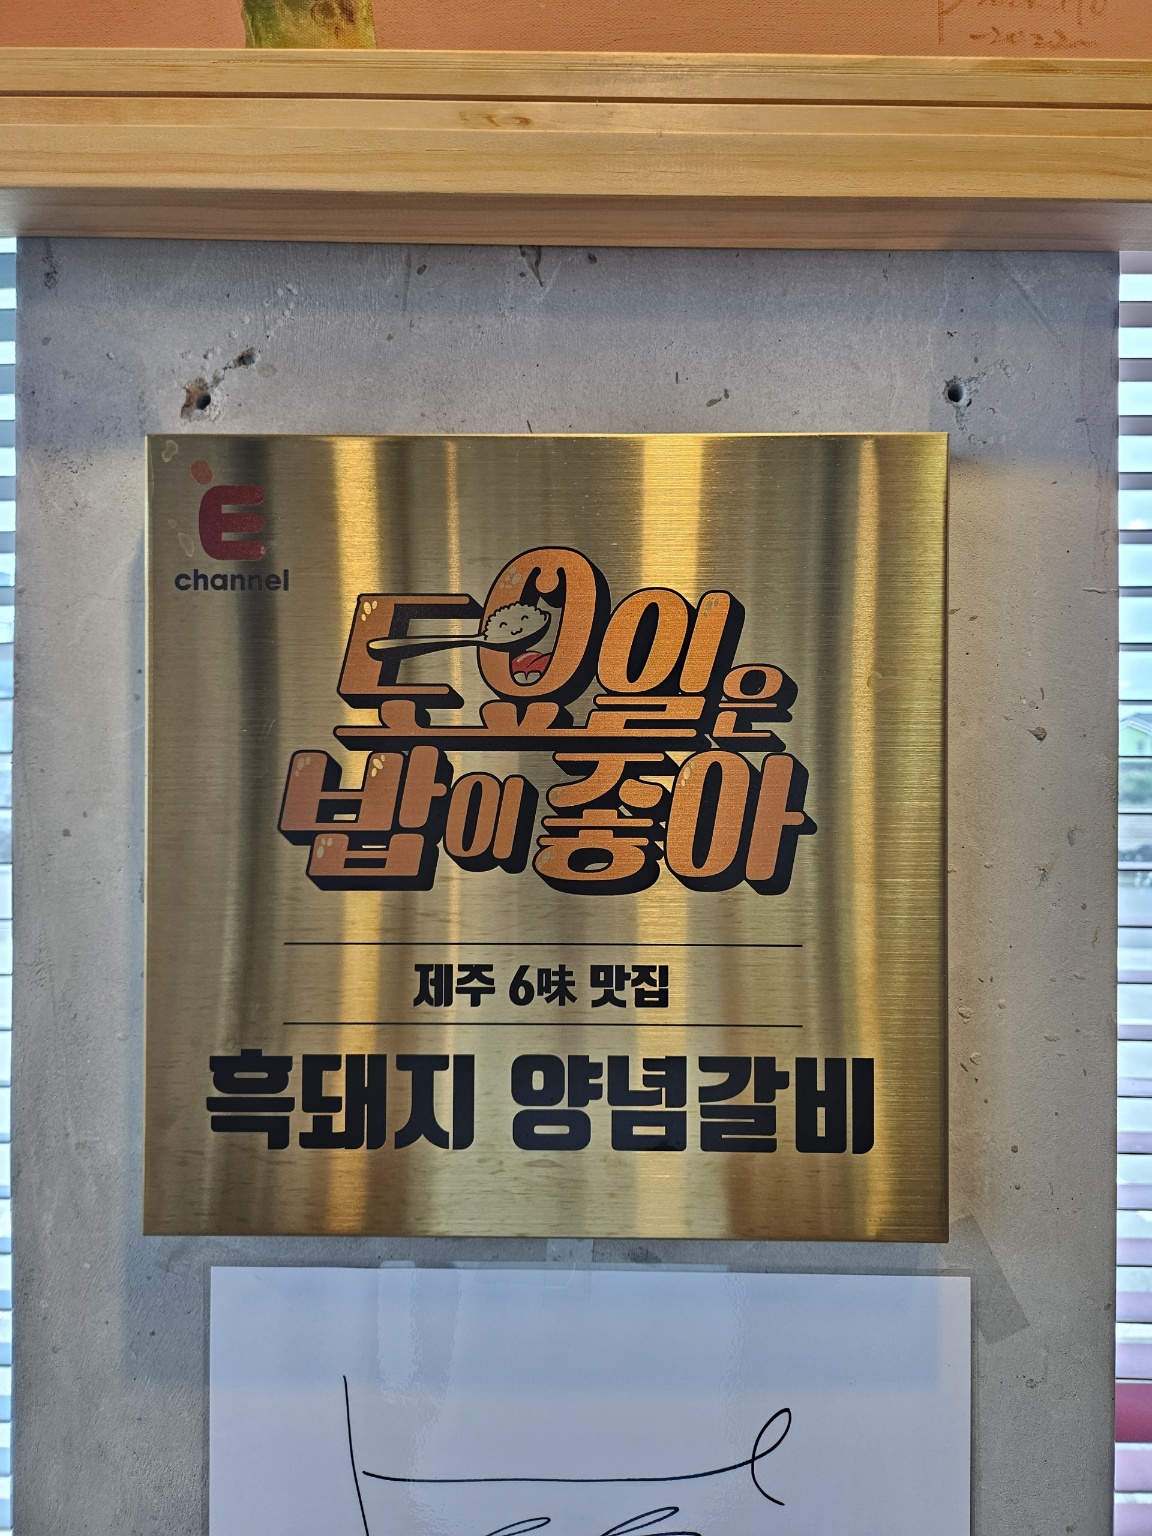 E
channel
토요일은
밥이 좋아
제주 6味 맛집
흑돼지 양념갈비